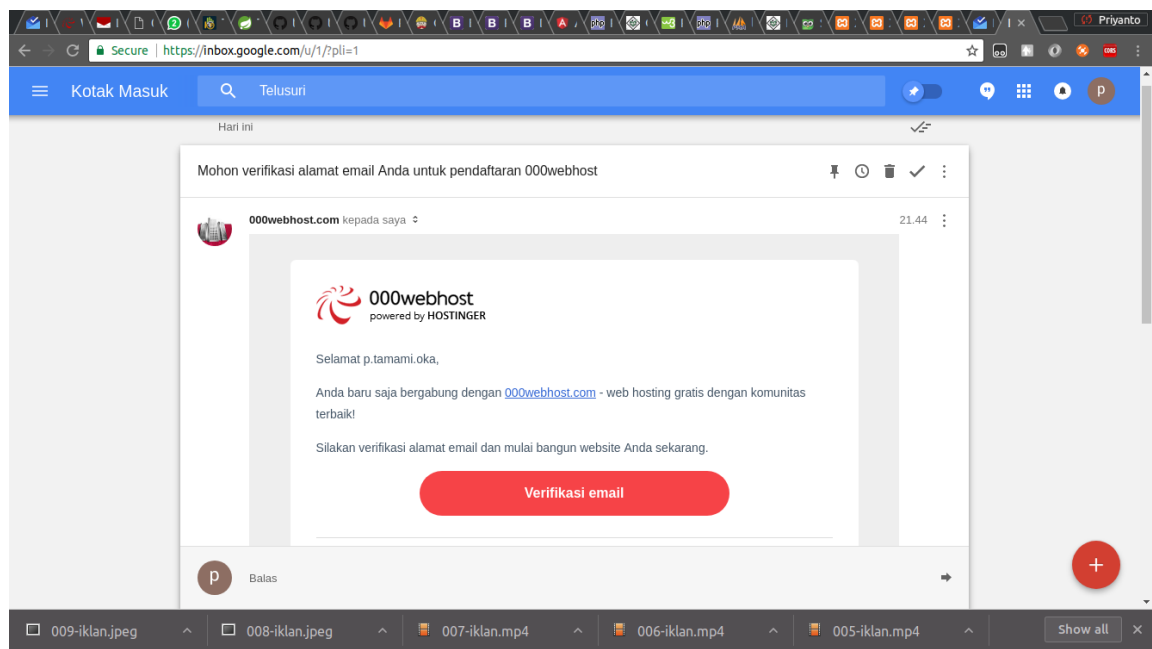 Priyanto
Secure https://inbox.google.com/u/1/?pli=1
Kotak Masuk
Telusuri
p
Hari ini
Mohon verifikasi alamat email Anda untuk pendaftaran 000webhost
000webhost.com kepada saya
21.44
000webhost
powered by HOSTINGER
Selamat p.tamami.oka,
Anda baru saja bergabung dengan 000webhost.com - web hosting gratis dengan komunitas
terbaik!
Silakan verifikasi alamat email dan mulai bangun website Anda sekarang.
Verifikasi email
p
Balas
009-iklan.jpeg
008-iklan.jpeg
007-iklan.mp4
006-iklan.mp4
005-iklan.mp4
Show all